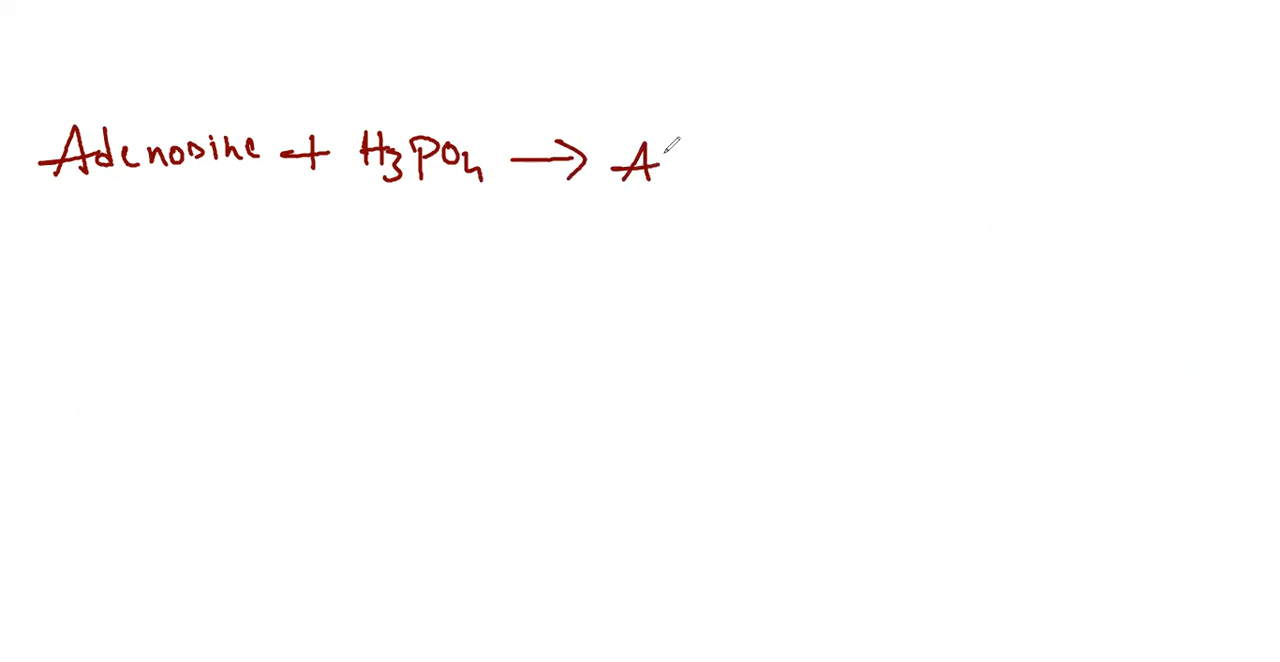 Adenosine + H3PO4 → A